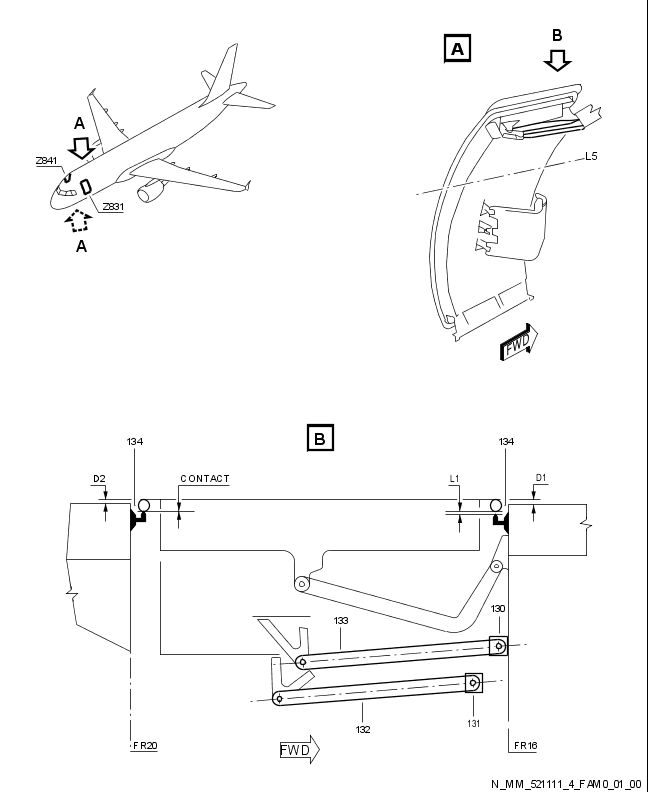 A
B
A
Z841
Z831
A
L5
FWD
B
134
134
D2
CONTACT
L1
D1
133
130
132
131
FR20
FWD
FR16
N_MM_521111_4_FAM0_01_00